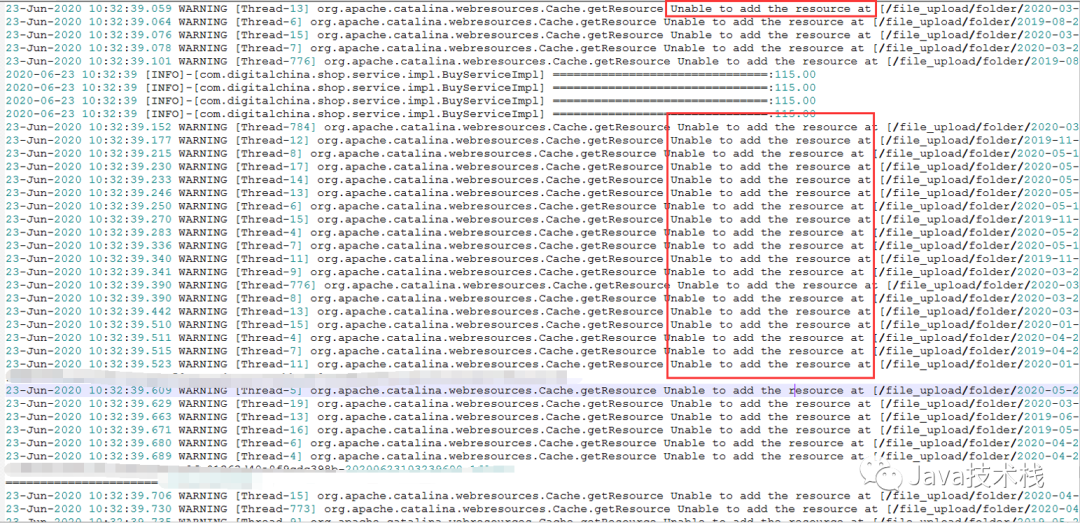 23-Jun-2020 10:32:39.059 WARNING [Thread-13] org.apache.catalina.webresources.Cache.getResource Unable to add the resource at [/file_upload/folder/2020-03-
23-Jun-2020 10:32:39.064 WARNING [Thread-6] org.apache.catalina.webresources.Cache.getResource Unable to add the resource at [/file_upload/folder/2019-08-2
23-Jun-2020 10:32:39.076 WARNING [Thread-15] org.apache.catalina.webresources.Cache.getResource Unable to add the resource at [/file_upload/folder/2020-03-
23-Jun-2020 10:32:39.078 WARNING [Thread-7] org.apache.catalina.webresources.Cache.getResource Unable to add the resource at [/file_upload/folder/2020-03-2
23-Jun-2020 10:32:39.101 WARNING [Thread-776] org.apache.catalina.webresources.Cache.getResource Unable to add the resource at [/file_upload/folder/2019-08
2020-06-23 10:32:39 [INFO]-[com.digitalchina.shop.service.impl.BuyServiceImpl] ================================:115.00
2020-06-23 10:32:39 [INFO]-[com.digitalchina.shop.service.impl.BuyServiceImpl] ================================:115.00
2020-06-23 10:32:39 [INFO]-[com.digitalchina.shop.service.impl.BuyServiceImpl] ================================:115.00
2020-06-23 10:32:39 [INFO]-[com.digitalchina.shop.service.impl.BuyServiceImpl] ================================:115.00
23-Jun-2020 10:32:39.152 WARNING [Thread-784] org.apache.catalina.webresources.Cache.getResource Unable to add the resource at [/file_upload/folder/2020-03
23-Jun-2020 10:32:39.177 WARNING [Thread-12] org.apache.catalina.webresources.Cache.getResource Unable to add the resource at [/file_upload/folder/2019-11-
23-Jun-2020 10:32:39.215 WARNING [Thread-8] org.apache.catalina.webresources.Cache.getResource Unable to add the resource at [/file_upload/folder/2020-05-1
23-Jun-2020 10:32:39.230 WARNING [Thread-17] org.apache.catalina.webresources.Cache.getResource Unable to add the resource at [/file_upload/folder/2020-05-
23-Jun-2020 10:32:39.233 WARNING [Thread-14] org.apache.catalina.webresources.Cache.getResource Unable to add the resource at [/file_upload/folder/2020-05-
23-Jun-2020 10:32:39.246 WARNING [Thread-13] org.apache.catalina.webresources.Cache.getResource Unable to add the resource at [/file_upload/folder/2020-05-
23-Jun-2020 10:32:39.250 WARNING [Thread-6] org.apache.catalina.webresources.Cache.getResource Unable to add the resource at [/file_upload/folder/2020-05-1
23-Jun-2020 10:32:39.270 WARNING [Thread-15] org.apache.catalina.webresources.Cache.getResource Unable to add the resource at [/file_upload/folder/2019-11-
23-Jun-2020 10:32:39.283 WARNING [Thread-4] org.apache.catalina.webresources.Cache.getResource Unable to add the resource at [/file_upload/folder/2020-05-2
23-Jun-2020 10:32:39.336 WARNING [Thread-7] org.apache.catalina.webresources.Cache.getResource Unable to add the resource at [/file_upload/folder/2020-05-1
23-Jun-2020 10:32:39.340 WARNING [Thread-11] org.apache.catalina.webresources.Cache.getResource Unable to add the resource at [/file_upload/folder/2019-11-
23-Jun-2020 10:32:39.341 WARNING [Thread-9] org.apache.catalina.webresources.Cache.getResource Unable to add the resource at [/file_upload/folder/2020-03-2
23-Jun-2020 10:32:39.390 WARNING [Thread-776] org.apache.catalina.webresources.Cache.getResource Unable to add the resource at [/file_upload/folder/2020-03
23-Jun-2020 10:32:39.390 WARNING [Thread-8] org.apache.catalina.webresources.Cache.getResource Unable to add the resource at [/file_upload/folder/2020-03-2
23-Jun-2020 10:32:39.442 WARNING [Thread-13] org.apache.catalina.webresources.Cache.getResource Unable to add the resource at [/file_upload/folder/2020-03-
23-Jun-2020 10:32:39.510 WARNING [Thread-15] org.apache.catalina.webresources.Cache.getResource Unable to add the resource at [/file_upload/folder/2020-01-
23-Jun-2020 10:32:39.511 WARNING [Thread-4] org.apache.catalina.webresources.Cache.getResource Unable to add the resource at [/file_upload/folder/2020-04-2
23-Jun-2020 10:32:39.515 WARNING [Thread-7] org.apache.catalina.webresources.Cache.getResource Unable to add the resource at [/file_upload/folder/2019-04-2
23-Jun-2020 10:32:39.523 WARNING [Thread-11] org.apache.catalina.webresources.Cache.getResource Unable to add the resource at [/file_upload/folder/2020-01-
23-Jun-2020 10:32:39.609 WARNING [Thread-5] org.apache.catalina.webresources.Cache.getResource Unable to add the resource at [/file_upload/folder/2020-05-2
23-Jun-2020 10:32:39.629 WARNING [Thread-19] org.apache.catalina.webresources.Cache.getResource Unable to add the resource at [/file_upload/folder/2020-03-
23-Jun-2020 10:32:39.663 WARNING [Thread-13] org.apache.catalina.webresources.Cache.getResource Unable to add the resource at [/file_upload/folder/2019-06-
23-Jun-2020 10:32:39.671 WARNING [Thread-16] org.apache.catalina.webresources.Cache.getResource Unable to add the resource at [/file_upload/folder/2020-04-
23-Jun-2020 10:32:39.680 WARNING [Thread-6] org.apache.catalina.webresources.Cache.getResource Unable to add the resource at [/file_upload/folder/2020-04-2
23-Jun-2020 10:32:39.689 WARNING [Thread-4] org.apache.catalina.webresources.Cache.getResource Unable to add the resource at [/file_upload/folder/2020-04-2
Java技术栈
==========================
23-Jun-2020 10:32:39.706 WARNING [Thread-15] org.apache.catalina.webresources.Cache.getResource Unable to add the resource at [/file_upload/folder/2020-04-
23-Jun-2020 10:32:39.730 WARNING [Thread-773] org.apache.catalina.webresources.Cache.getResource Unable to add the resource at [/file_upload/folder/2020-04